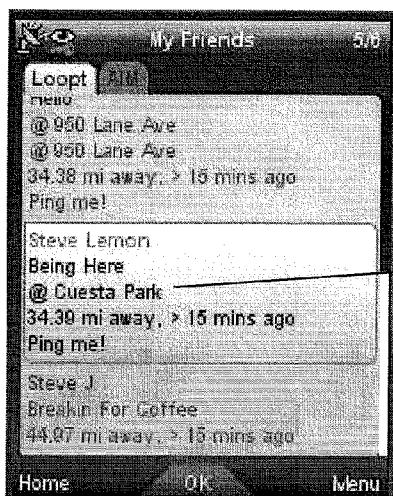 My Friends 5/6
Loopt AIM
Hello
@ 950 Lane Ave
@ 950 Lane Ave
34.38 mi away, > 15 mins ago
Ping me!
Steve Lemon
Being Here
@ Cuesta Park
34.39 mi away, > 15 mins ago
Ping me!
Steve J
Breakin For Coffee
44.97 mi away, > 15 mins ago
Home OK Menu